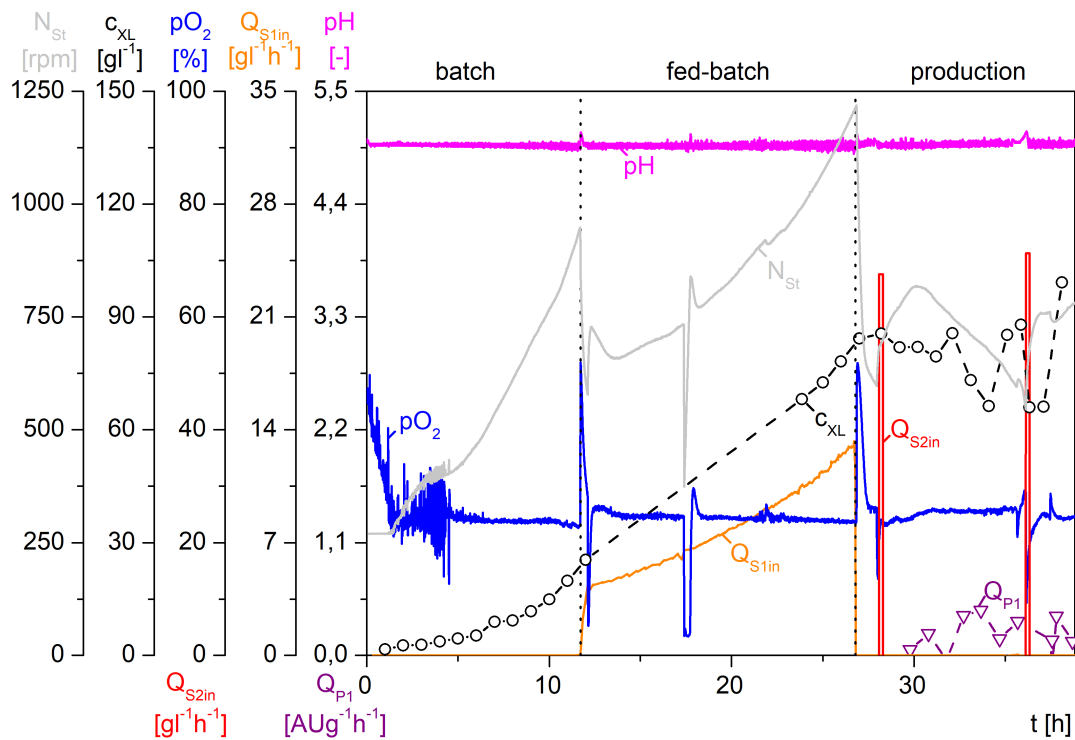 N_St c_XL pO_2 Q_S1in pH
[rpm] [gl^-1] [%] [gl^-1h^-1] [-]
batch fed-batch production
1250 150 100 35 5,5
pH
1000 120 80 28 4,4
N_St
750 90 60 21 3,3
pO_2 c_XL Q_S2in
500 60 40 14 2,2
250 30 20 7 1,1
Q_S1in
Q_P1
0 0 0 0 0,0
0 10 20 30
Q_S2in Q_P1
[gl^-1h^-1] [AUg^-1h^-1] t [h]